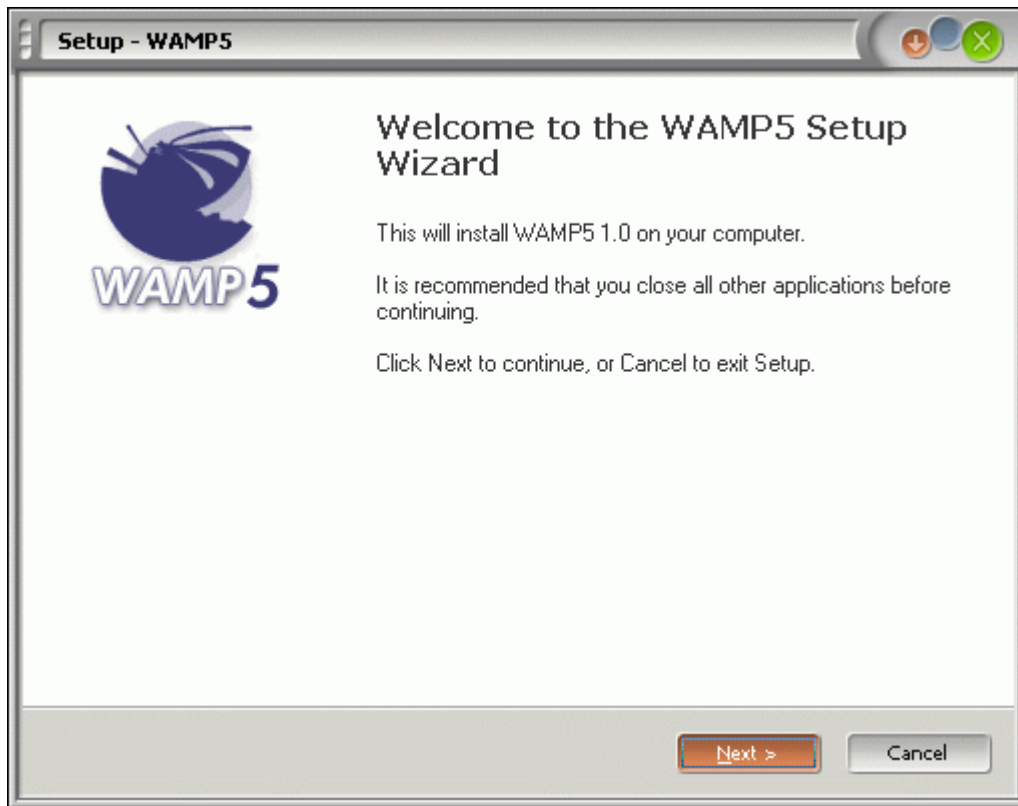 Setup - WAMP5
WAMP5
Welcome to the WAMP5 Setup
Wizard
This will install WAMP5 1.0 on your computer.
It is recommended that you close all other applications before
continuing.
Click Next to continue, or Cancel to exit Setup.
Next >
Cancel